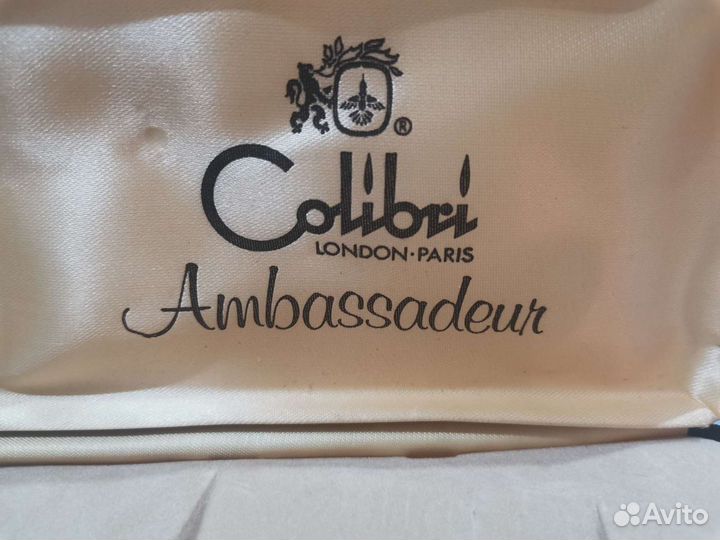 ®
Colibri
LONDON·PARIS
Ambassadeur
Avito